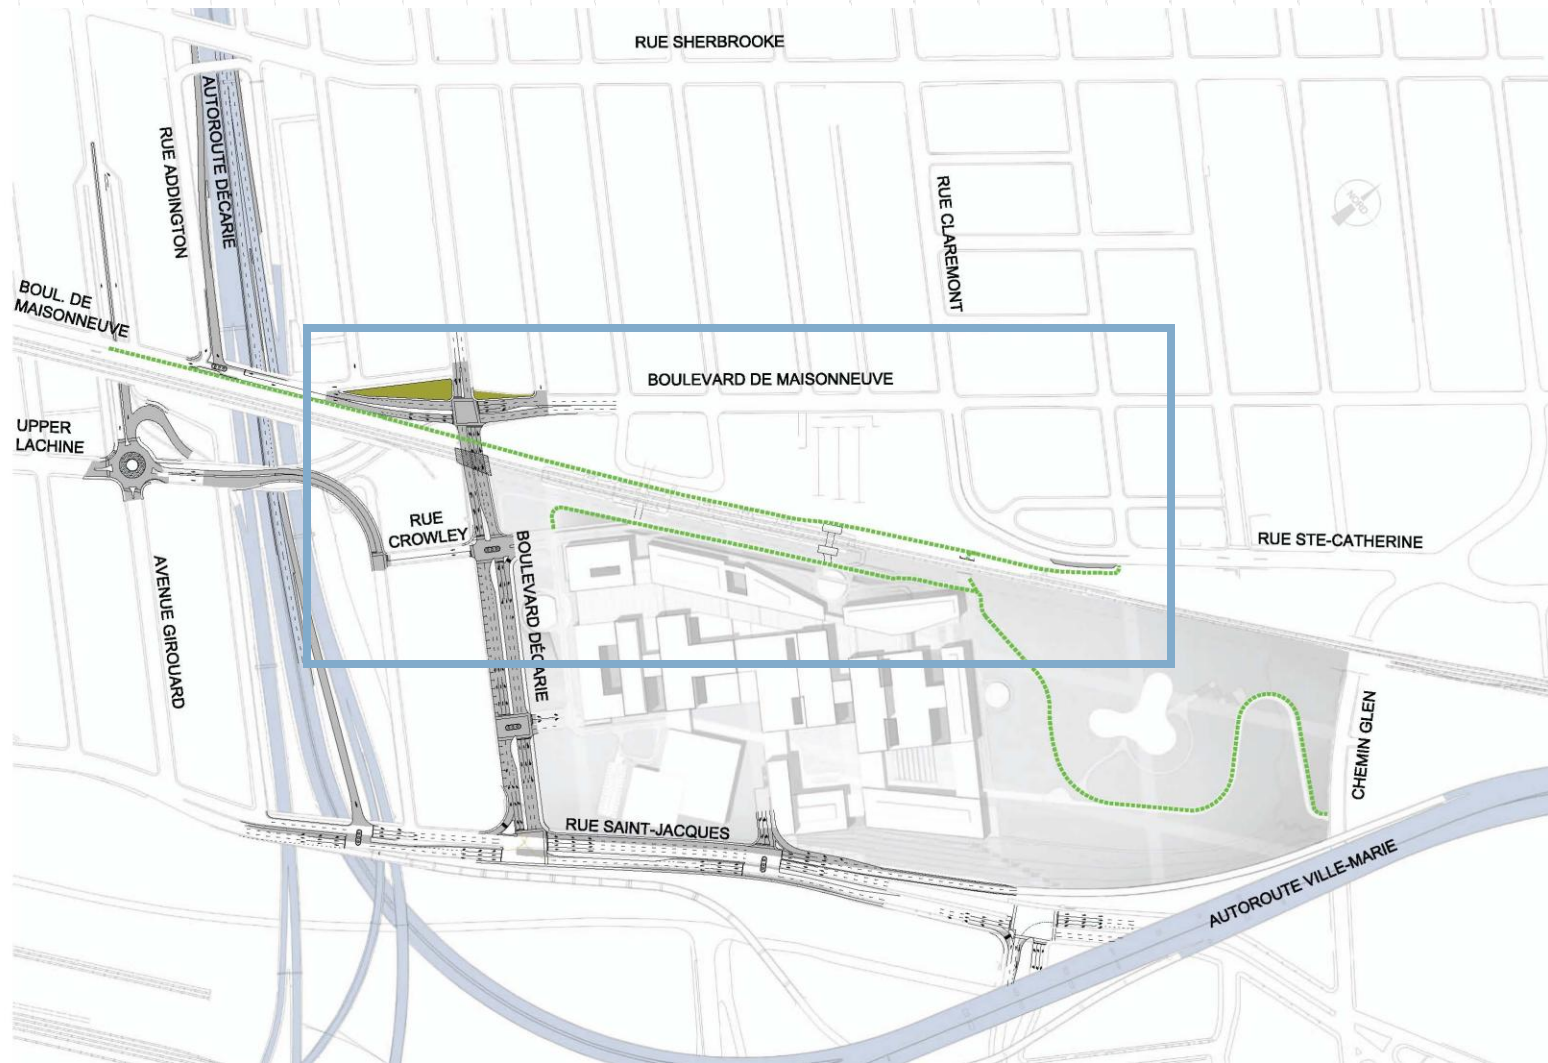 RUE SHERBROOKE
AUTOROUTE DÉCARIE
RUE ADDINGTON
RUE CLAREMONT
NORD
BOUL. DE
MAISONNEUVE
BOULEVARD DE MAISONNEUVE
UPPER
LACHINE
RUE
CROWLEY
BOULEVARD DÉCARIE
RUE STE-CATHERINE
AVENUE GIROUARD
CHEMIN GLEN
RUE SAINT-JACQUES
AUTOROUTE VILLE-MARIE